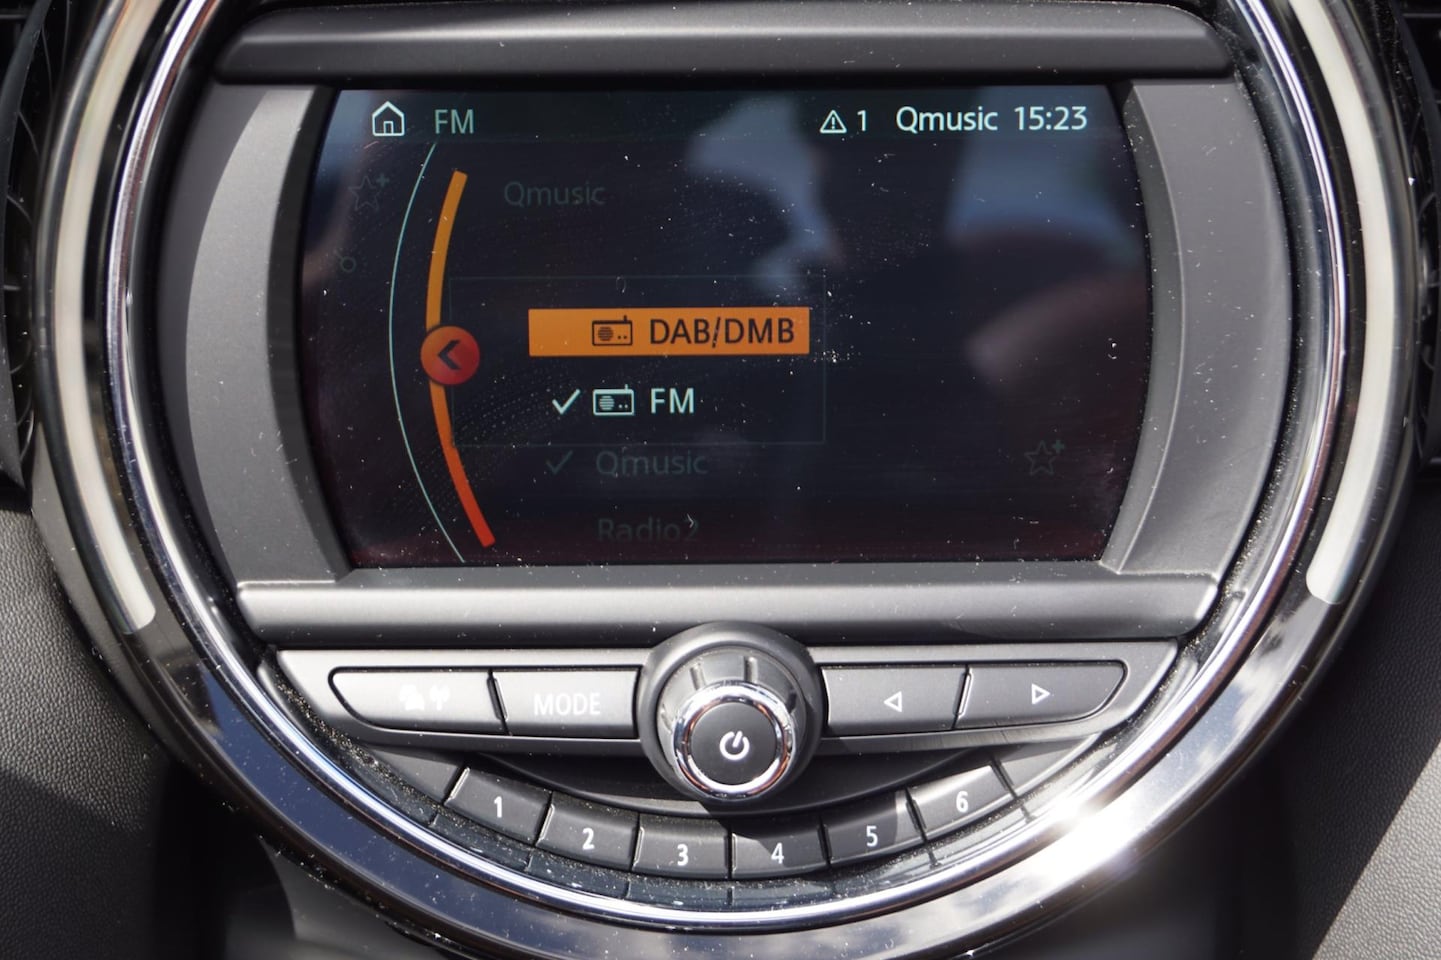 FM 1 Qmusic 15:23
Qmusic
DAB/DMB
FM
Qmusic
Radio2
MODE
1 2 3 4 5 6